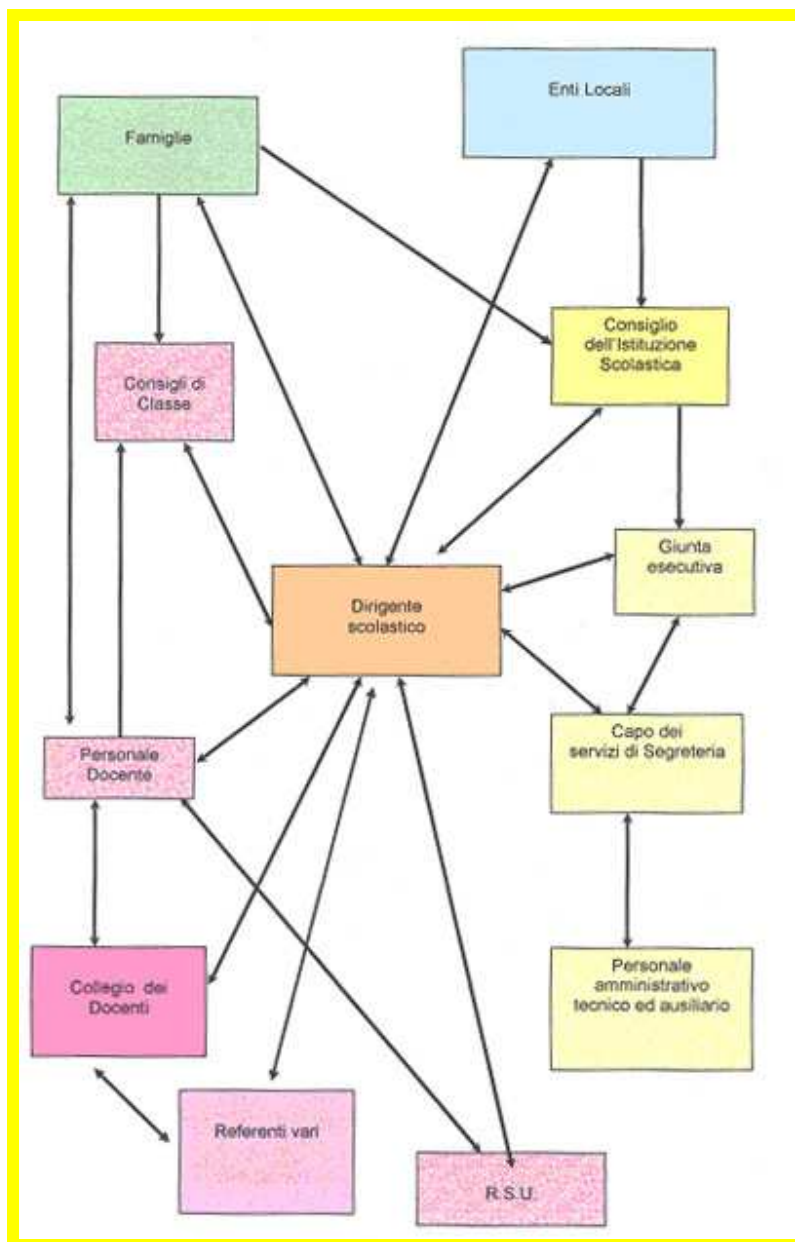 Enti Locali
Famiglie
Consiglio
dell'Istituzione
Scolastica
Consigli di
Classe
Giunta
esecutiva
Dirigente
scolastico
Capo dei
servizi di Segreteria
Personale
Docente
Personale
amministrativo
tecnico ed ausiliario
Collegio dei
Docenti
Referenti vari
R.S.U.